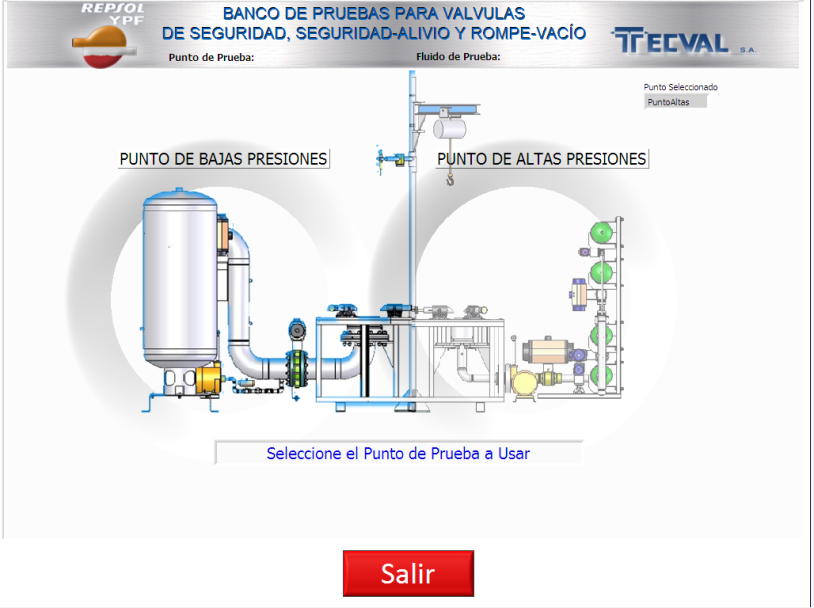 REPSOL
YPF
BANCO DE PRUEBAS PARA VALVULAS
DE SEGURIDAD, SEGURIDAD-ALIVIO Y ROMPE-VACÍO
Punto de Prueba:
Fluido de Prueba:
TECVAL S.A.
Punto Seleccionado
PuntoAltas
PUNTO DE BAJAS PRESIONES
PUNTO DE ALTAS PRESIONES
Seleccione el Punto de Prueba a Usar
Salir